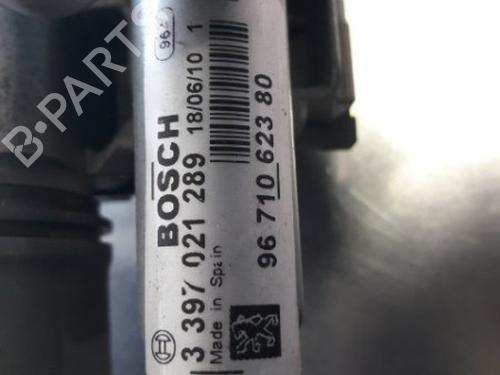 BOSCH
3 397 021 289
18/06/10 1
Made in Spain
96 710 623 80
B-PARTS